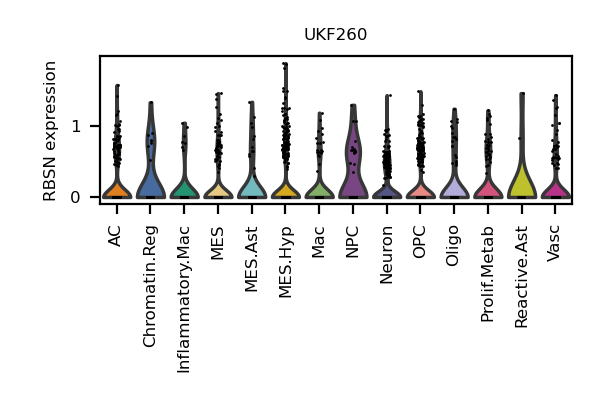 UKF260
RBSN expression
1
0
AC
Chromatin.Reg
Inflammatory.Mac
MES
MES.Ast
MES.Hyp
Mac
NPC
Neuron
OPC
Oligo
Prolif.Metab
Reactive.Ast
Vasc